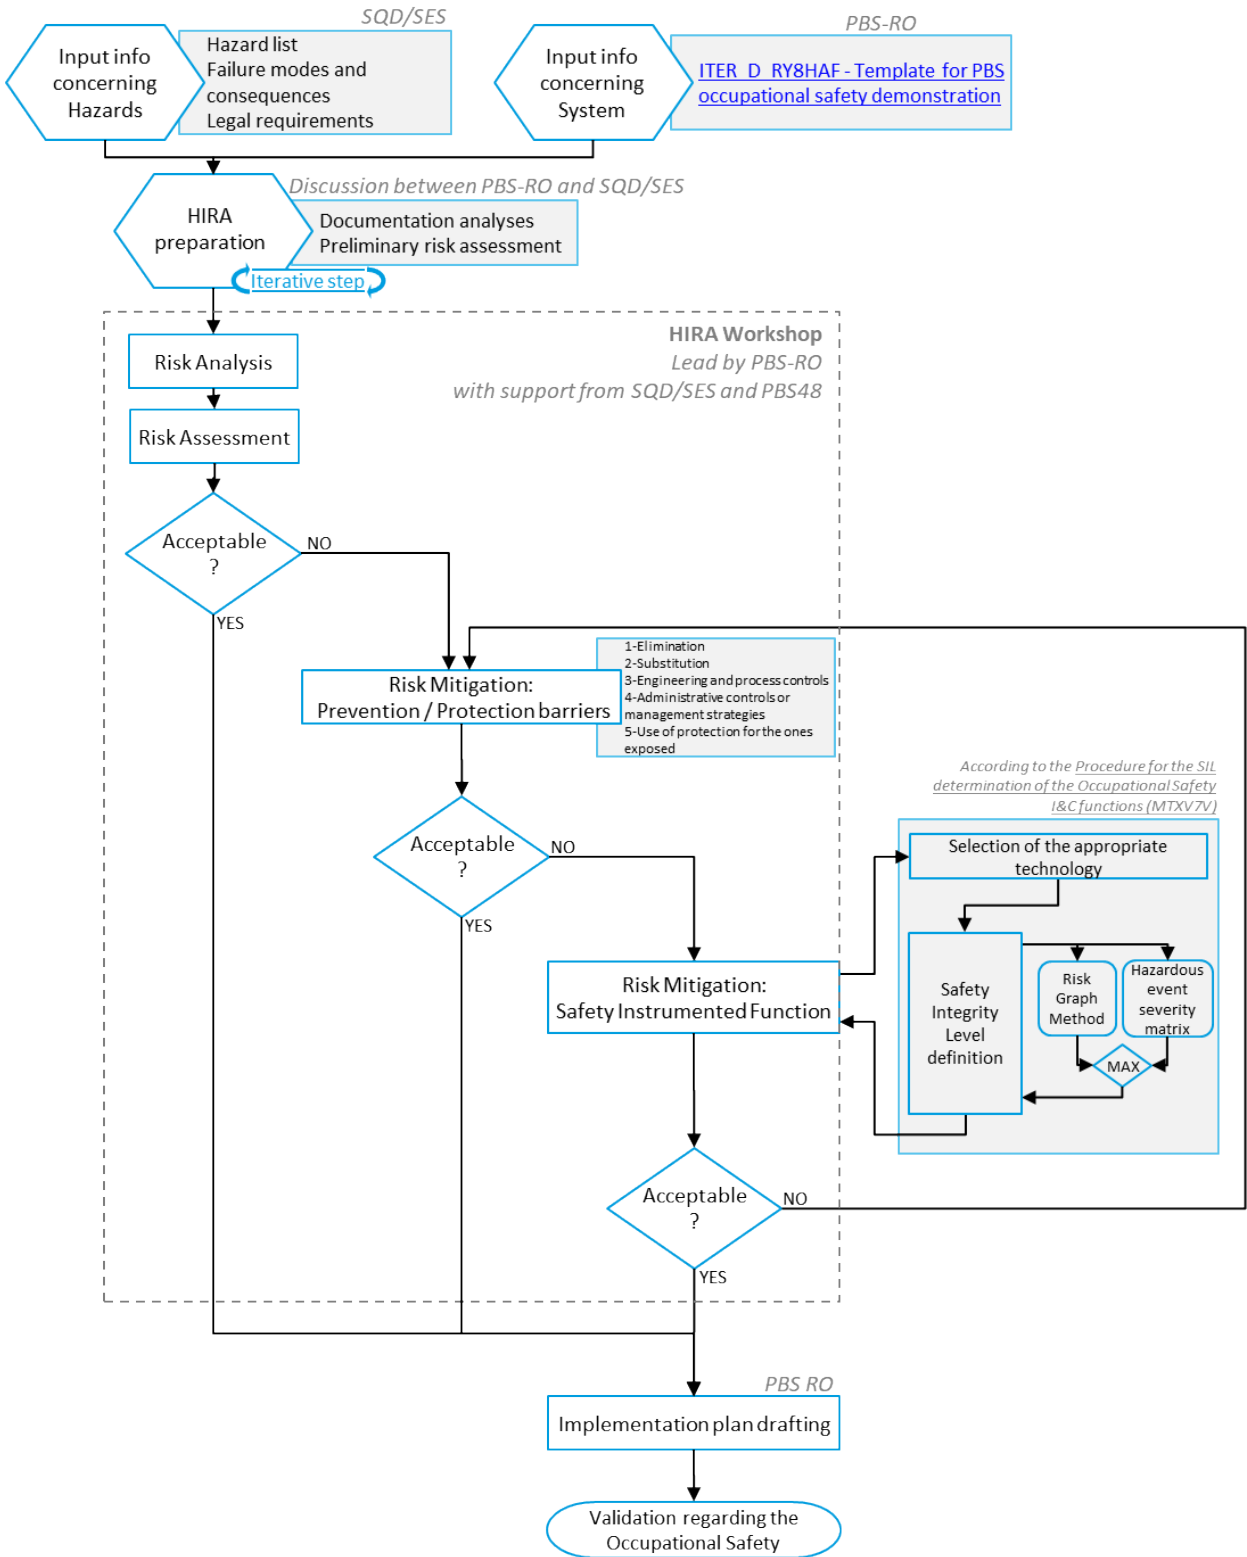 SQD/SES
Input info
concerning
Hazards
Hazard list
Failure modes and
consequences
Legal requirements
PBS-RO
Input info
concerning
System
ITER_D_RY8HAF - Template for PBS
occupational safety demonstration
Discussion between PBS-RO and SQD/SES
HIRA
preparation
Documentation analyses
Preliminary risk assessment
Iterative step
HIRA Workshop
Lead by PBS-RO
with support from SQD/SES and PBS48
Risk Analysis
Risk Assessment
Acceptable
?
NO
YES
Risk Mitigation:
Prevention / Protection barriers
1-Elimination
2-Substitution
3-Engineering and process controls
4-Administrative controls or
management strategies
5-Use of protection for the ones
exposed
Acceptable
?
NO
YES
According to the Procedure for the SIL
determination of the Occupational Safety
I&C functions (MTXV7V)
Selection of the appropriate
technology
Safety
Integrity
Level
definition
Risk
Graph
Method
Hazardous
event
severity
matrix
MAX
Risk Mitigation:
Safety Instrumented Function
Acceptable
?
NO
YES
PBS RO
Implementation plan drafting
Validation regarding the
Occupational Safety